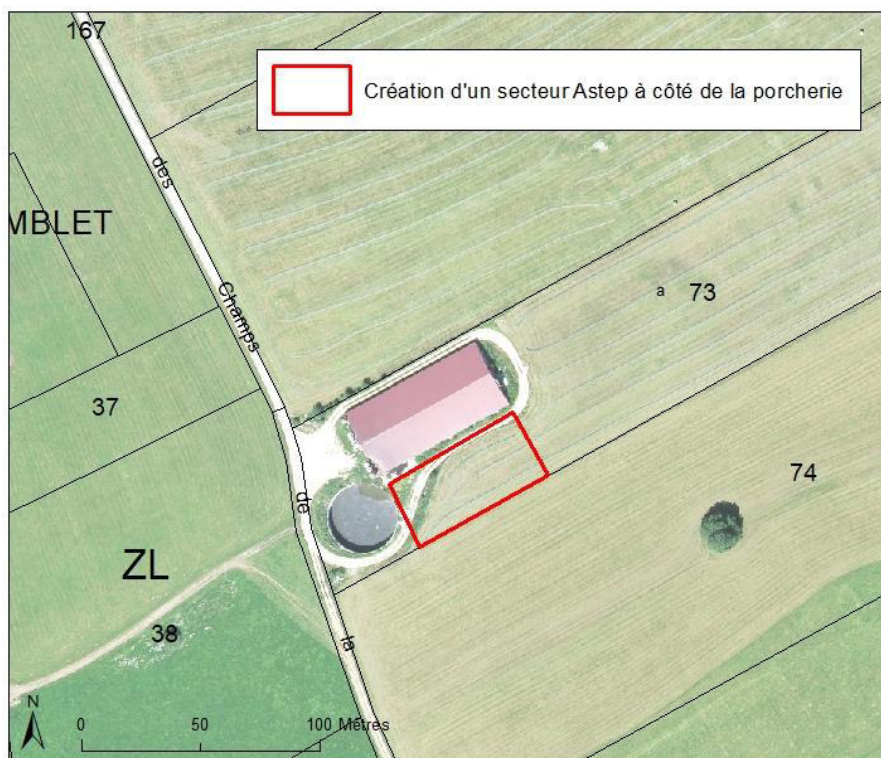 167
Création d'un secteur Astep à côté de la porcherie
des
MBLET
Champs
a 73
37
74
de
ZL
38
la
N
0 50 100 Mètres